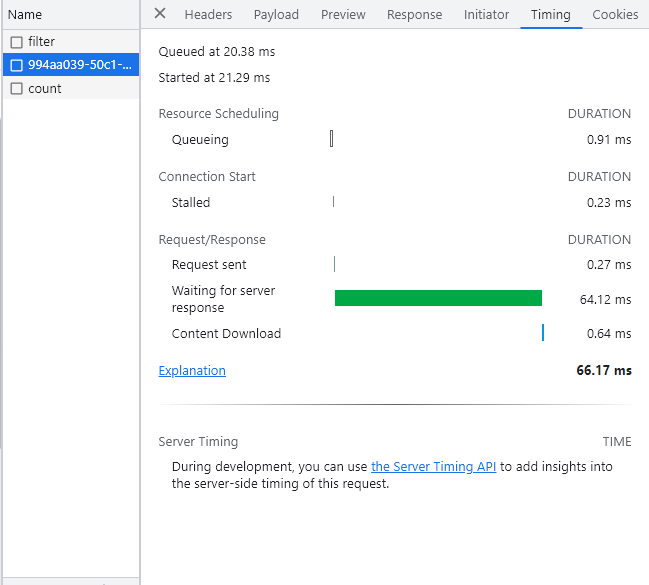 Name
Headers Payload Preview Response Initiator Timing Cookies
filter
994aa039-50c1-...
count
Queued at 20.38 ms
Started at 21.29 ms
Resource Scheduling DURATION
Queueing 0.91 ms
Connection Start DURATION
Stalled 0.23 ms
Request/Response DURATION
Request sent 0.27 ms
Waiting for server
response 64.12 ms
Content Download 0.64 ms
Explanation 66.17 ms
Server Timing TIME
During development, you can use the Server Timing API to add insights into
the server-side timing of this request.